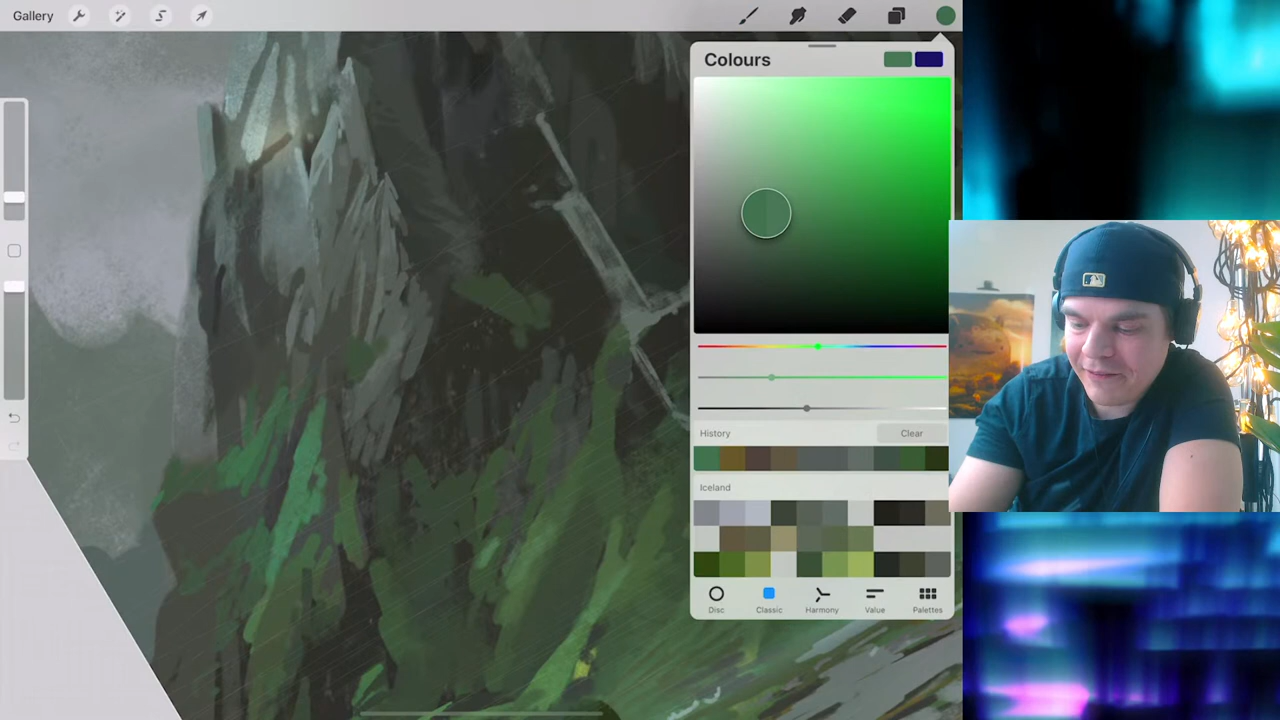 Gallery
Colours
History
Clear
Iceland
Disc
Classic
Harmony
Value
Palettes